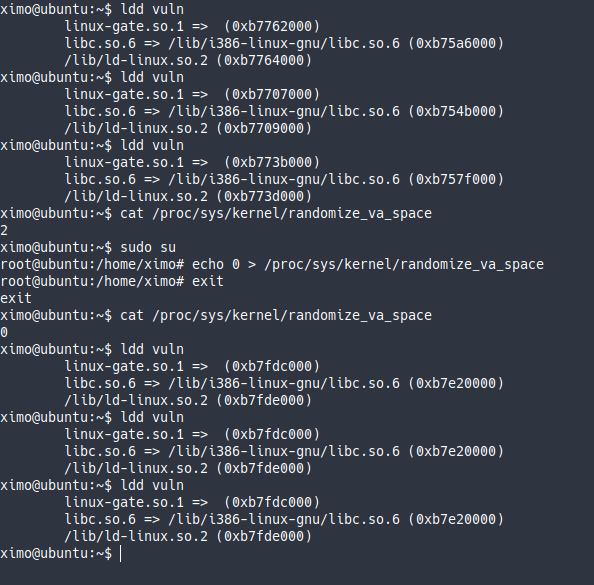 ximo@ubuntu:~$ ldd vuln
linux-gate.so.1 =>  (0xb7762000)
libc.so.6 => /lib/i386-linux-gnu/libc.so.6 (0xb75a6000)
/lib/ld-linux.so.2 (0xb7764000)
ximo@ubuntu:~$ ldd vuln
linux-gate.so.1 =>  (0xb7707000)
libc.so.6 => /lib/i386-linux-gnu/libc.so.6 (0xb754b000)
/lib/ld-linux.so.2 (0xb7709000)
ximo@ubuntu:~$ ldd vuln
linux-gate.so.1 =>  (0xb773b000)
libc.so.6 => /lib/i386-linux-gnu/libc.so.6 (0xb757f000)
/lib/ld-linux.so.2 (0xb773d000)
ximo@ubuntu:~$ cat /proc/sys/kernel/randomize_va_space
2
ximo@ubuntu:~$ sudo su
root@ubuntu:/home/ximo# echo 0 > /proc/sys/kernel/randomize_va_space
root@ubuntu:/home/ximo# exit
exit
ximo@ubuntu:~$ cat /proc/sys/kernel/randomize_va_space
0
ximo@ubuntu:~$ ldd vuln
linux-gate.so.1 =>  (0xb7fdc000)
libc.so.6 => /lib/i386-linux-gnu/libc.so.6 (0xb7e20000)
/lib/ld-linux.so.2 (0xb7fde000)
ximo@ubuntu:~$ ldd vuln
linux-gate.so.1 =>  (0xb7fdc000)
libc.so.6 => /lib/i386-linux-gnu/libc.so.6 (0xb7e20000)
/lib/ld-linux.so.2 (0xb7fde000)
ximo@ubuntu:~$ ldd vuln
linux-gate.so.1 =>  (0xb7fdc000)
libc.so.6 => /lib/i386-linux-gnu/libc.so.6 (0xb7e20000)
/lib/ld-linux.so.2 (0xb7fde000)
ximo@ubuntu:~$